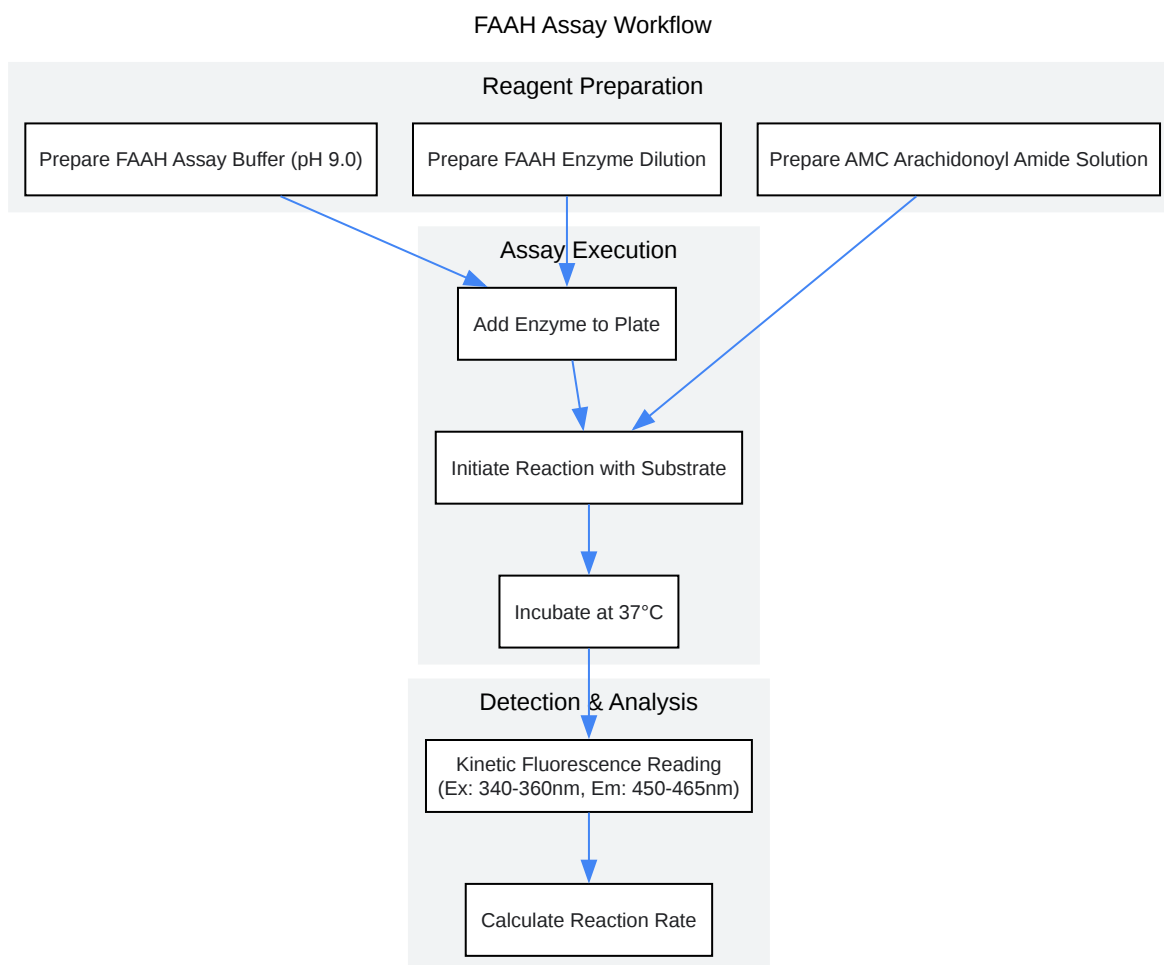 FAAH Assay Workflow
Reagent Preparation
Prepare FAAH Assay Buffer (pH 9.0)
Prepare FAAH Enzyme Dilution
Prepare AMC Arachidonoyl Amide Solution
Assay Execution
Add Enzyme to Plate
Initiate Reaction with Substrate
Incubate at 37°C
Detection & Analysis
Kinetic Fluorescence Reading
(Ex: 340-360nm, Em: 450-465nm)
Calculate Reaction Rate